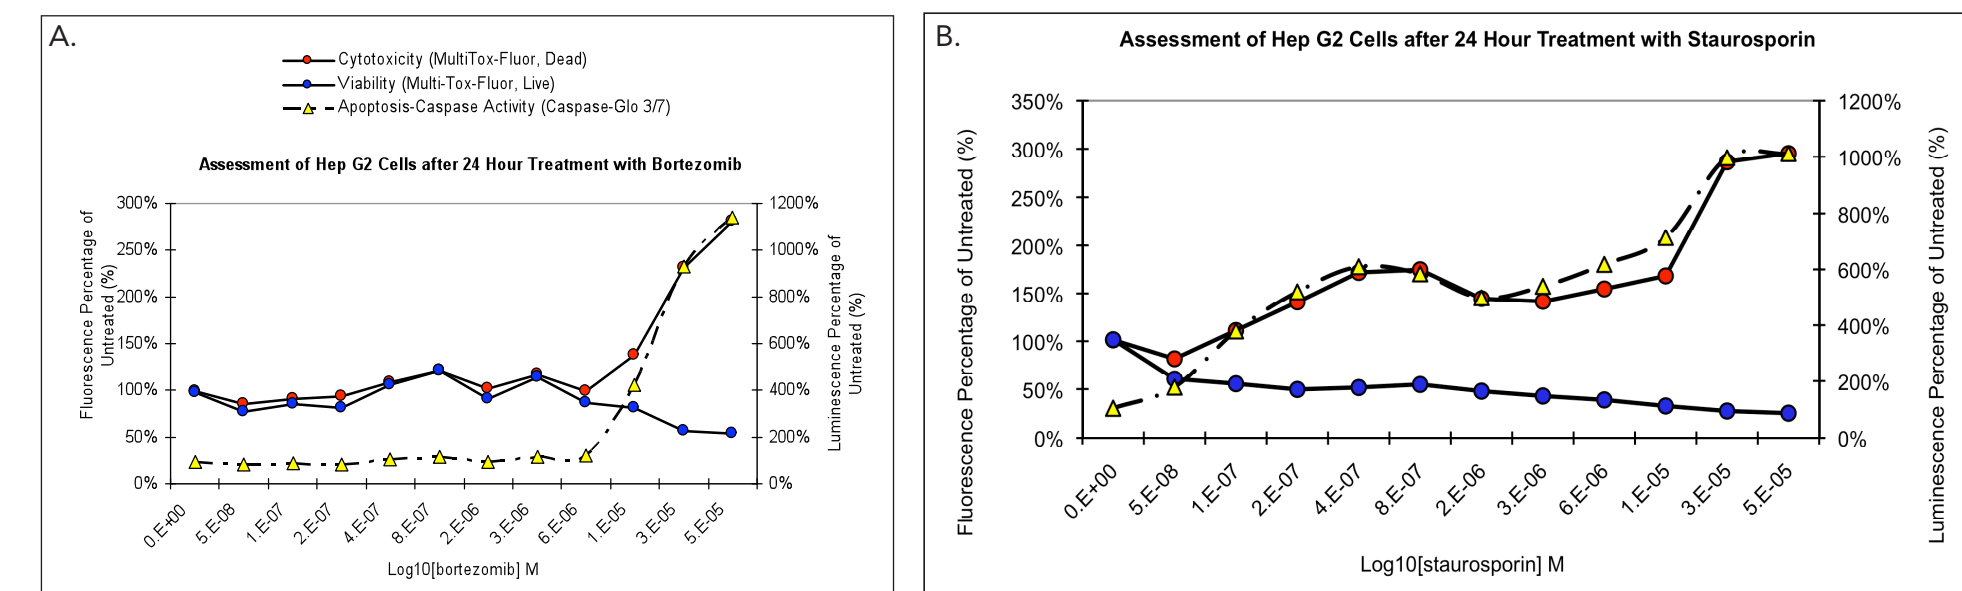 A.
Cytotoxicity (MultiTox-Fluor, Dead)
Viability (Multi-Tox-Fluor, Live)
Apoptosis-Caspase Activity (Caspase-Glo 3/7)
Assessment of Hep G2 Cells after 24 Hour Treatment with Bortezomib
Fluorescence Percentage of
Untreated (%)
300%
250%
200%
150%
100%
50%
0%
1200%
1000%
800%
600%
400%
200%
0%
Luminescence Percentage of
Untreated (%)
0.E+00
5.E-08
1.E-07
2.E-07
4.E-07
8.E-07
2.E-06
3.E-06
6.E-06
1.E-05
3.E-05
5.E-05
Log10[bortezomib] M
B.
Assessment of Hep G2 Cells after 24 Hour Treatment with Staurosporin
Fluorescence Percentage of Untreated (%)
350%
300%
250%
200%
150%
100%
50%
0%
1200%
1000%
800%
600%
400%
200%
0%
Luminescence Percentage of Untreated (%)
0.E+00
5.E-08
1.E-07
2.E-07
4.E-07
8.E-07
2.E-06
3.E-06
6.E-06
1.E-05
3.E-05
5.E-05
Log10[staurosporin] M